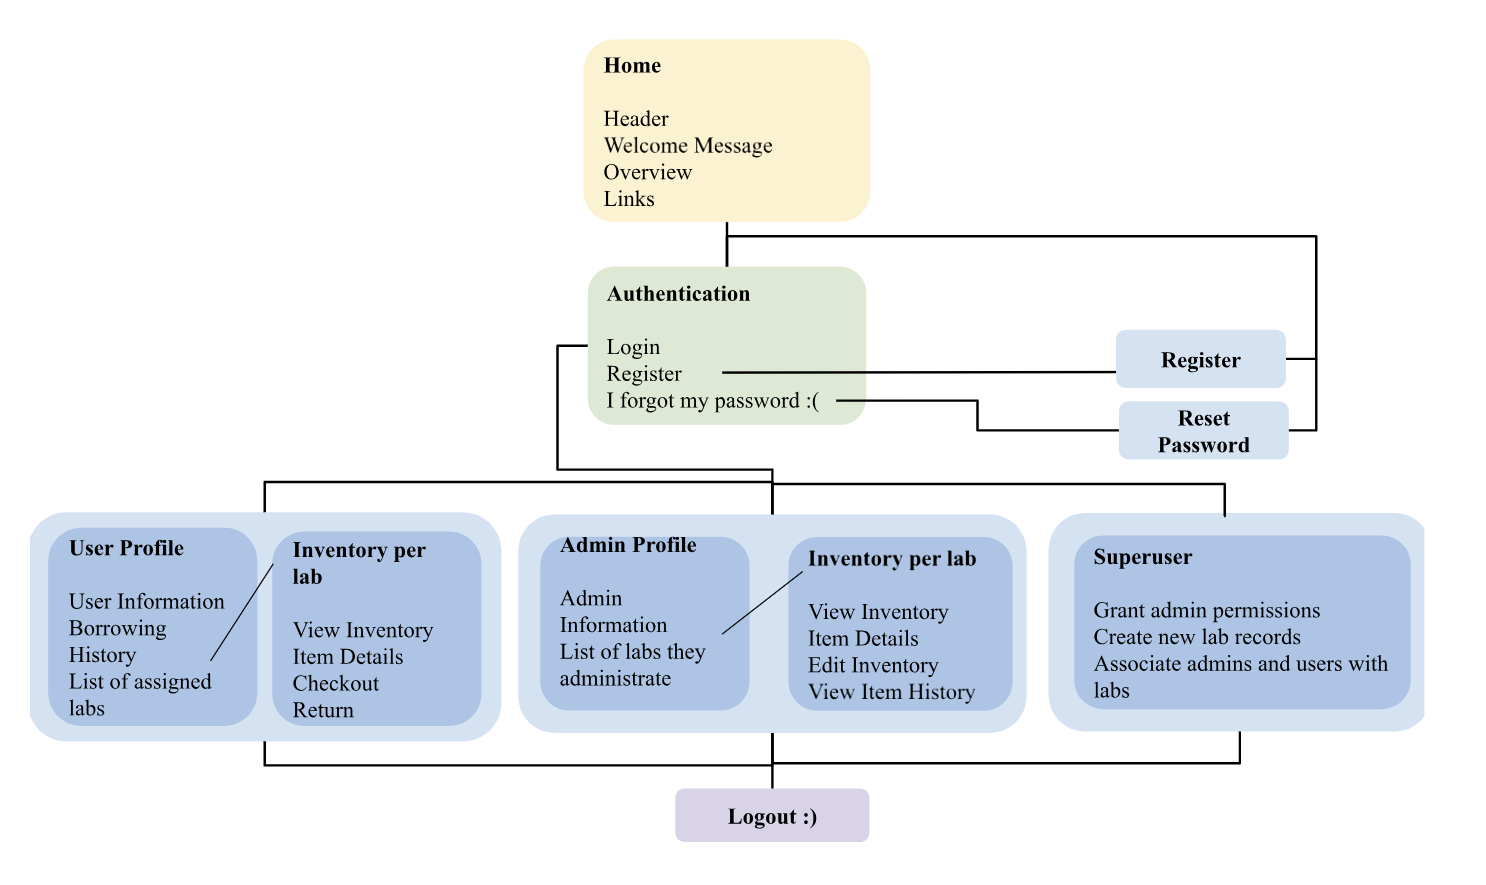 Home
Header
Welcome Message
Overview
Links
Authentication
Login
Register
I forgot my password :(
Register
Reset
Password
User Profile
User Information
Borrowing
History
List of assigned
labs
Inventory per
lab
View Inventory
Item Details
Checkout
Return
Admin Profile
Admin
Information
List of labs they
administrate
Inventory per lab
View Inventory
Item Details
Edit Inventory
View Item History
Superuser
Grant admin permissions
Create new lab records
Associate admins and users with
labs
Logout :)